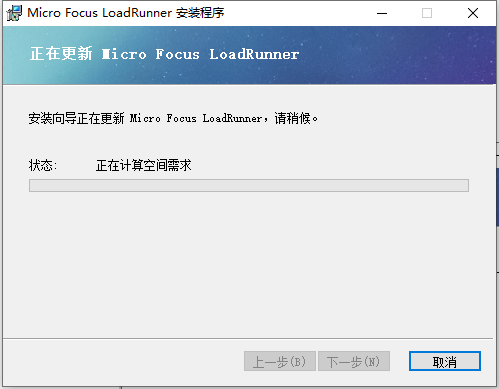 Micro Focus LoadRunner 安装程序
正在更新 Micro Focus LoadRunner
安装向导正在更新 Micro Focus LoadRunner，请稍候。
状态: 正在计算空间需求
上一步(B) 下一步(N) 取消